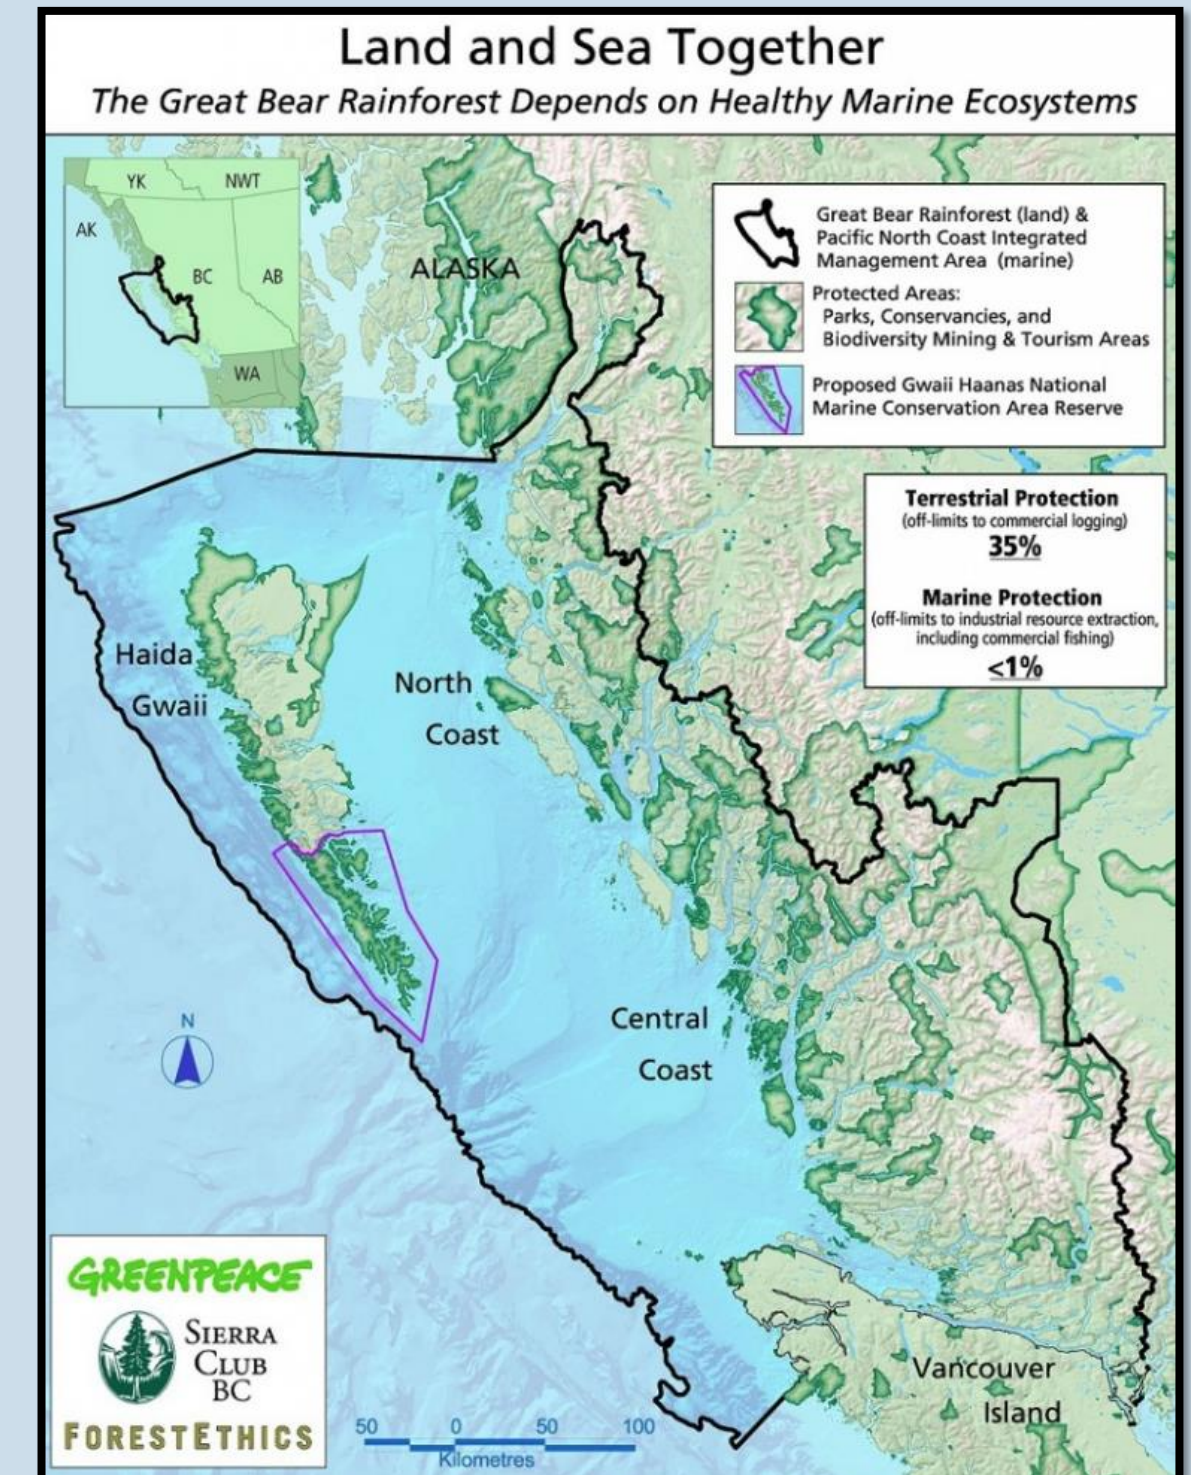 Land and Sea Together
The Great Bear Rainforest Depends on Healthy Marine Ecosystems
YK
NWT
AK
BC
AB
WA
ALASKA
Great Bear Rainforest (land) &
Pacific North Coast Integrated
Management Area (marine)
Protected Areas:
Parks, Conservancies, and
Biodiversity Mining & Tourism Areas
Proposed Gwaii Haanas National
Marine Conservation Area Reserve
Terrestrial Protection
(off-limits to commercial logging)
35%
Marine Protection
(off-limits to industrial resource extraction,
including commercial fishing)
<1%
Haida
Gwaii
North
Coast
Central
Coast
N
Vancouver
Island
GREENPEACE
SIERRA
CLUB
BC
FORESTETHICS
50 0 50 100
Kilometres